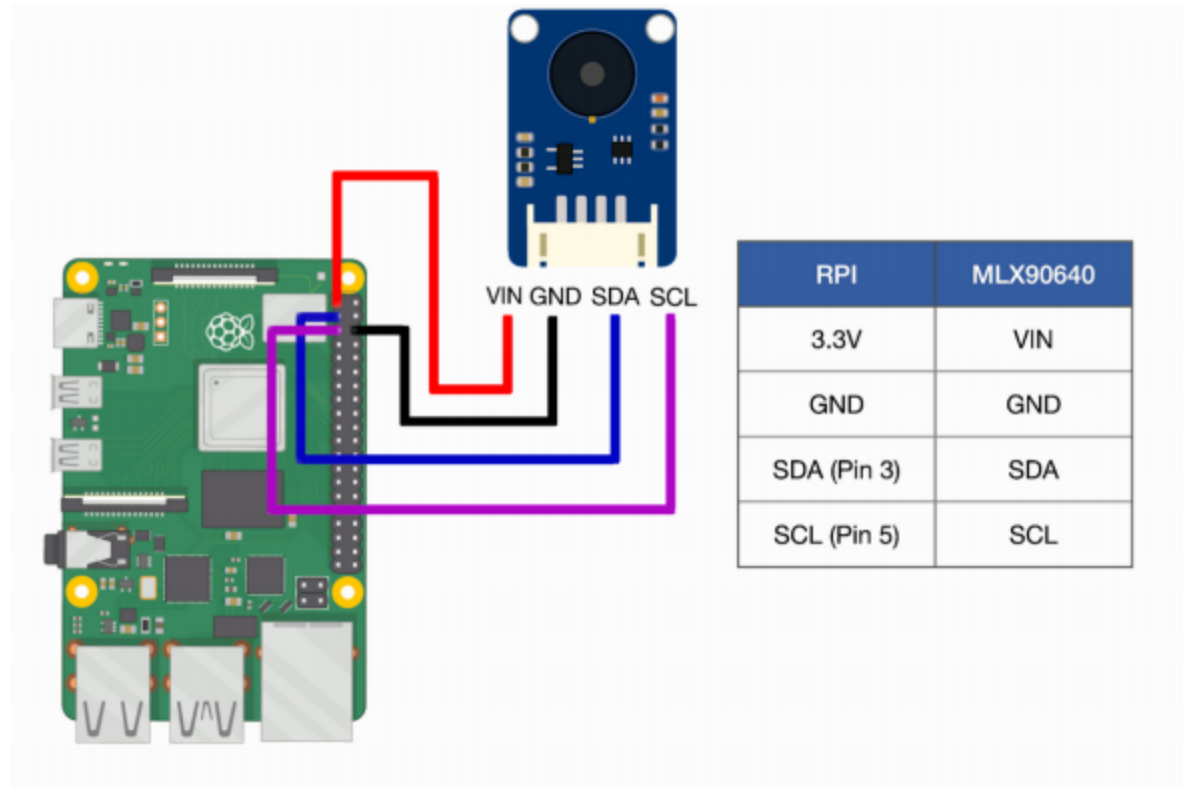 VIN GND SDA SCL
RPI MLX90640
3.3V VIN
GND GND
SDA (Pin 3) SDA
SCL (Pin 5) SCL